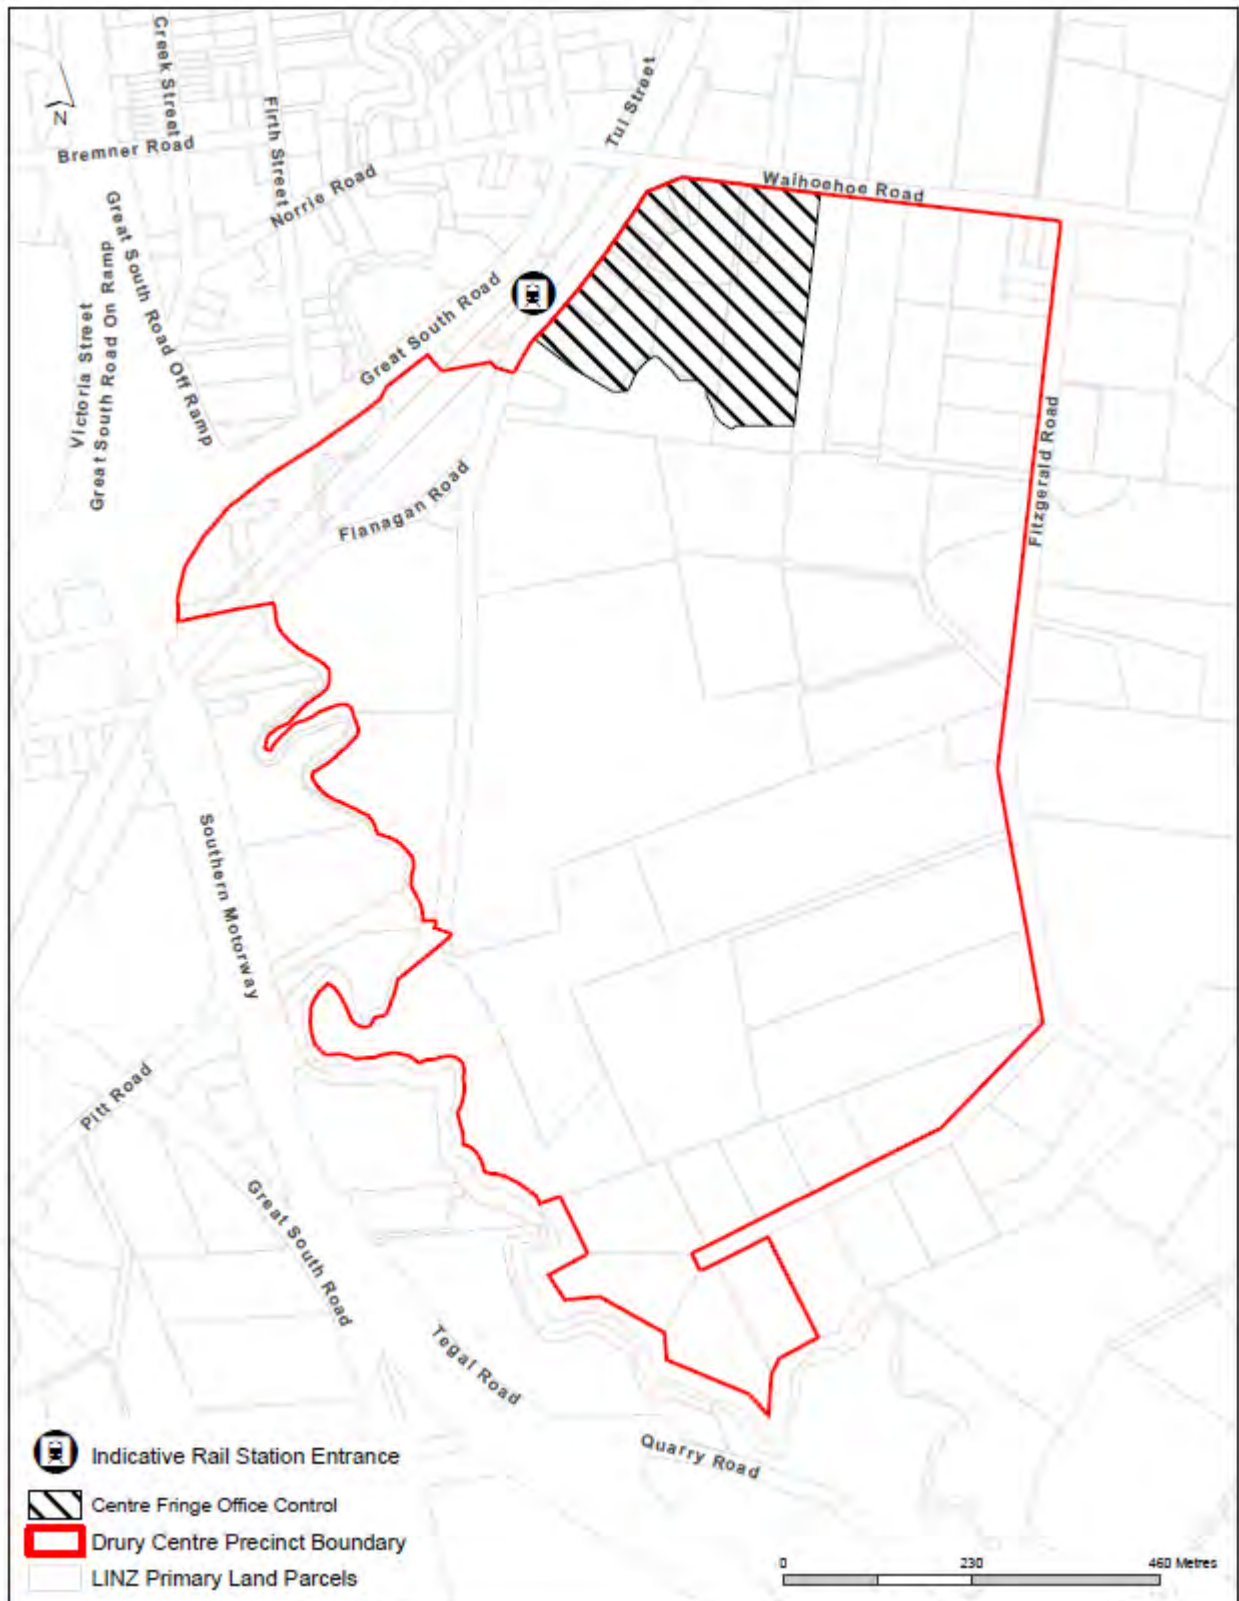 Creek Street
Tui Street
Firth Street
N
Bremner Road
Norrie Road
Waihoehoe Road
Great South Road Off Ramp
Great South Road On Ramp
Victoria Street
Great South Road
Fitzgerald Road
Flanagan Road
Southern Motorway
Pitt Road
Great South Road
Tegal Road
Quarry Road
Indicative Rail Station Entrance
Centre Fringe Office Control
Drury Centre Precinct Boundary
LINZ Primary Land Parcels
0 230 460 Metres